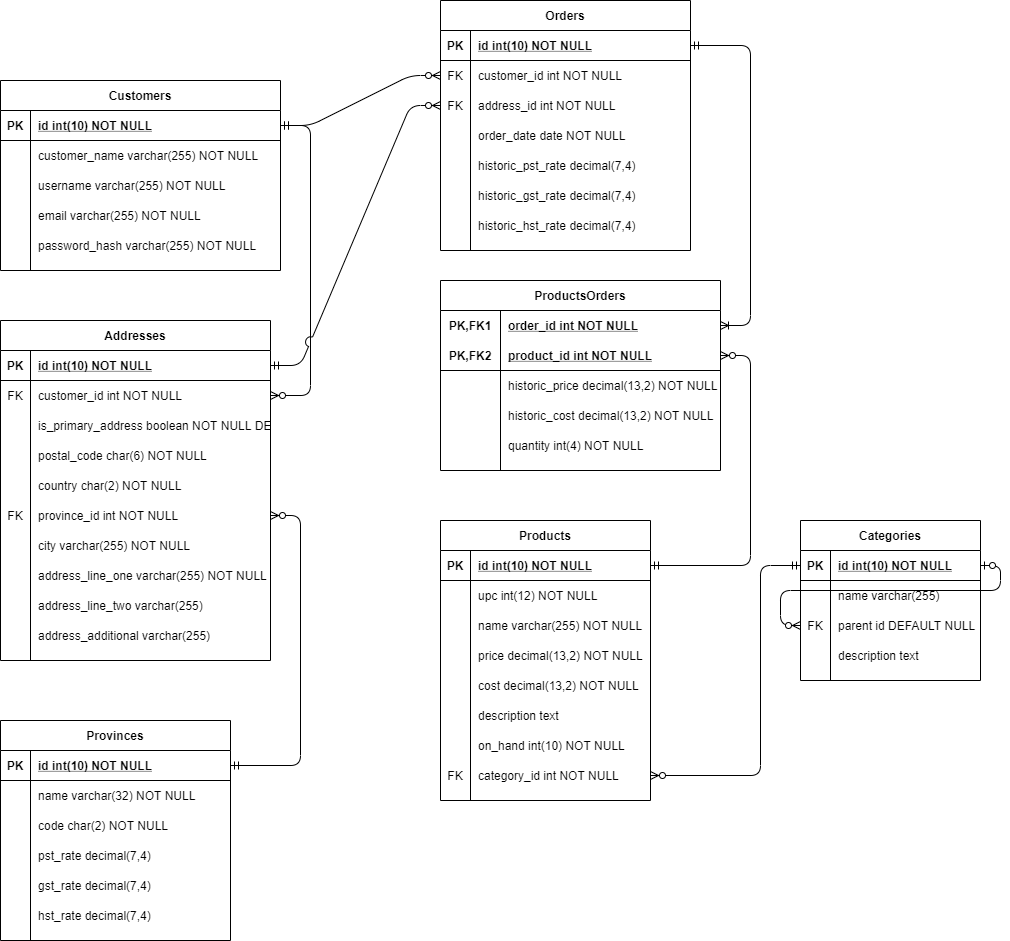 Orders
PK id int(10) NOT NULL
FK customer_id int NOT NULL
FK address_id int NOT NULL
order_date date NOT NULL
historic_pst_rate decimal(7,4)
historic_gst_rate decimal(7,4)
historic_hst_rate decimal(7,4)
Customers
PK id int(10) NOT NULL
customer_name varchar(255) NOT NULL
username varchar(255) NOT NULL
email varchar(255) NOT NULL
password_hash varchar(255) NOT NULL
ProductsOrders
PK,FK1 order_id int NOT NULL
PK,FK2 product_id int NOT NULL
historic_price decimal(13,2) NOT NULL
historic_cost decimal(13,2) NOT NULL
quantity int(4) NOT NULL
Addresses
PK id int(10) NOT NULL
FK customer_id int NOT NULL
is_primary_address boolean NOT NULL DE
postal_code char(6) NOT NULL
country char(2) NOT NULL
FK province_id int NOT NULL
city varchar(255) NOT NULL
address_line_one varchar(255) NOT NULL
address_line_two varchar(255)
address_additional varchar(255)
Products
PK id int(10) NOT NULL
upc int(12) NOT NULL
name varchar(255) NOT NULL
price decimal(13,2) NOT NULL
cost decimal(13,2) NOT NULL
description text
on_hand int(10) NOT NULL
FK category_id int NOT NULL
Categories
PK id int(10) NOT NULL
name varchar(255)
FK parent id DEFAULT NULL
description text
Provinces
PK id int(10) NOT NULL
name varchar(32) NOT NULL
code char(2) NOT NULL
pst_rate decimal(7,4)
gst_rate decimal(7,4)
hst_rate decimal(7,4)